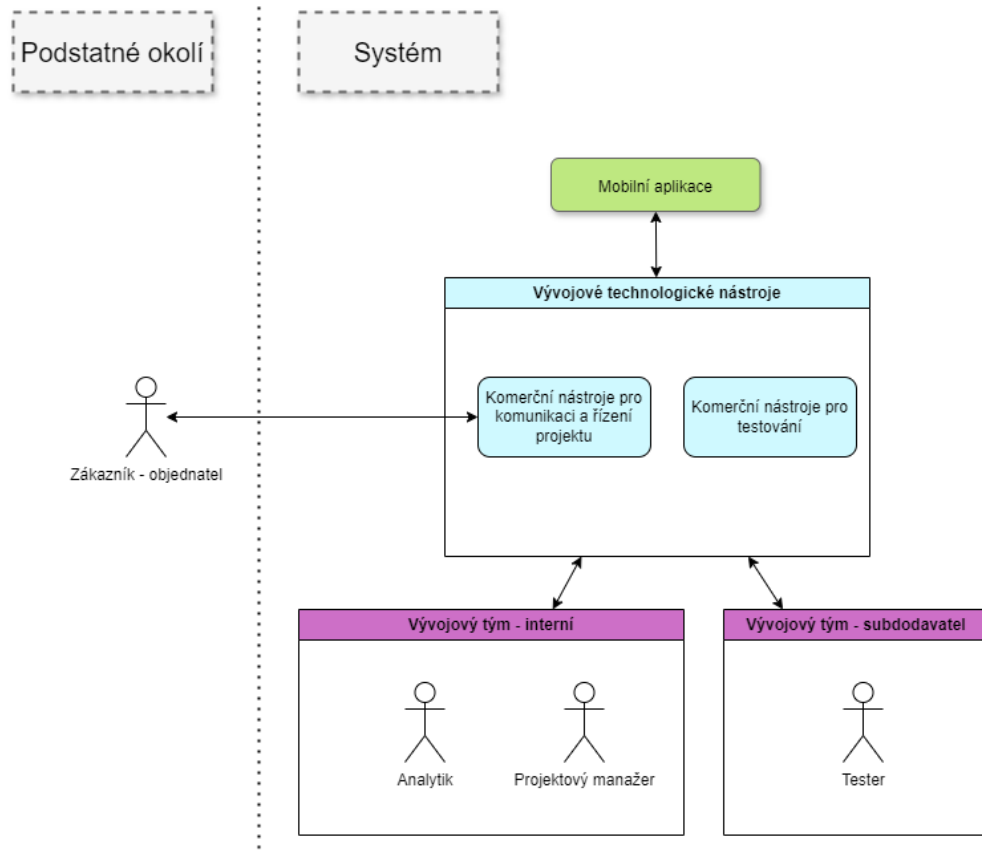 Podstatné okolí
Systém
Mobilní aplikace
Vývojové technologické nástroje
Komerční nástroje pro
komunikaci a řízení
projektu
Komerční nástroje pro
testování
Zákazník - objednatel
Vývojový tým - interní
Vývojový tým - subdodavatel
Analytik
Projektový manažer
Tester